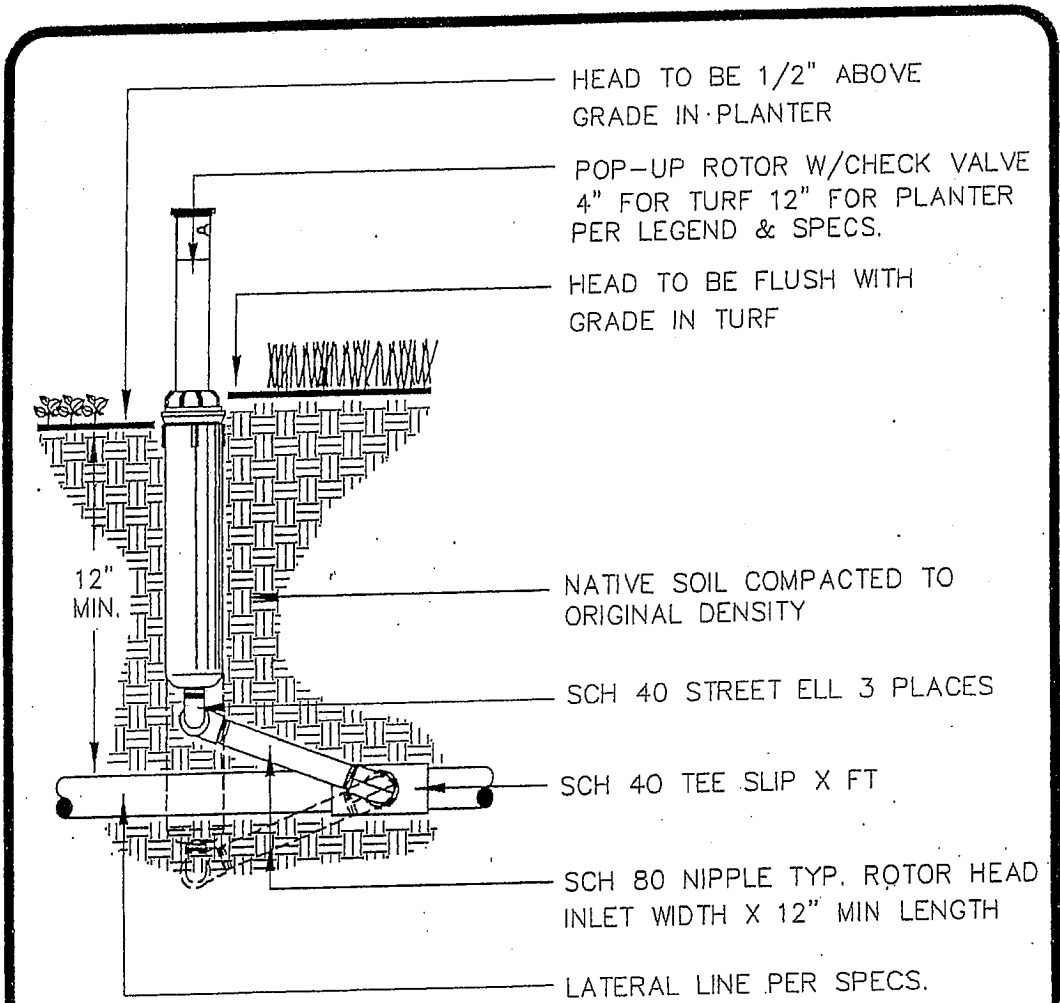 HEAD TO BE 1/2" ABOVE
GRADE IN PLANTER
POP-UP ROTOR W/CHECK VALVE
4" FOR TURF 12" FOR PLANTER
PER LEGEND & SPECS.
HEAD TO BE FLUSH WITH
GRADE IN TURF
A
12"
MIN.
NATIVE SOIL COMPACTED TO
ORIGINAL DENSITY
SCH 40 STREET ELL 3 PLACES
SCH 40 TEE SLIP X FT
SCH 80 NIPPLE TYP. ROTOR HEAD
INLET WIDTH X 12" MIN LENGTH
LATERAL LINE PER SPECS.